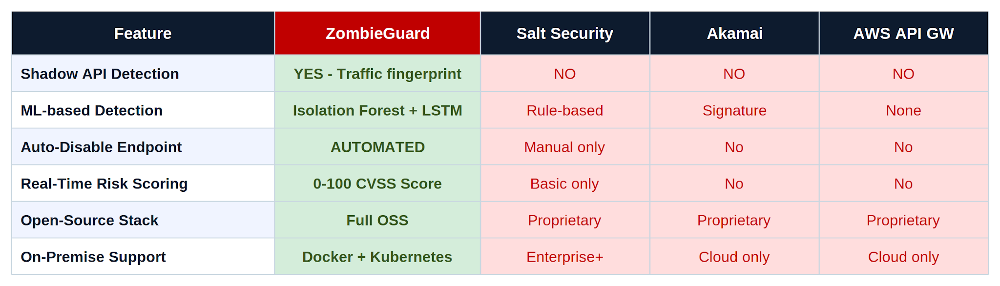 Feature ZombieGuard Salt Security Akamai AWS API GW
Shadow API Detection YES - Traffic fingerprint NO NO NO
ML-based Detection Isolation Forest + LSTM Rule-based Signature None
Auto-Disable Endpoint AUTOMATED Manual only No No
Real-Time Risk Scoring 0-100 CVSS Score Basic only No No
Open-Source Stack Full OSS Proprietary Proprietary Proprietary
On-Premise Support Docker + Kubernetes Enterprise+ Cloud only Cloud only